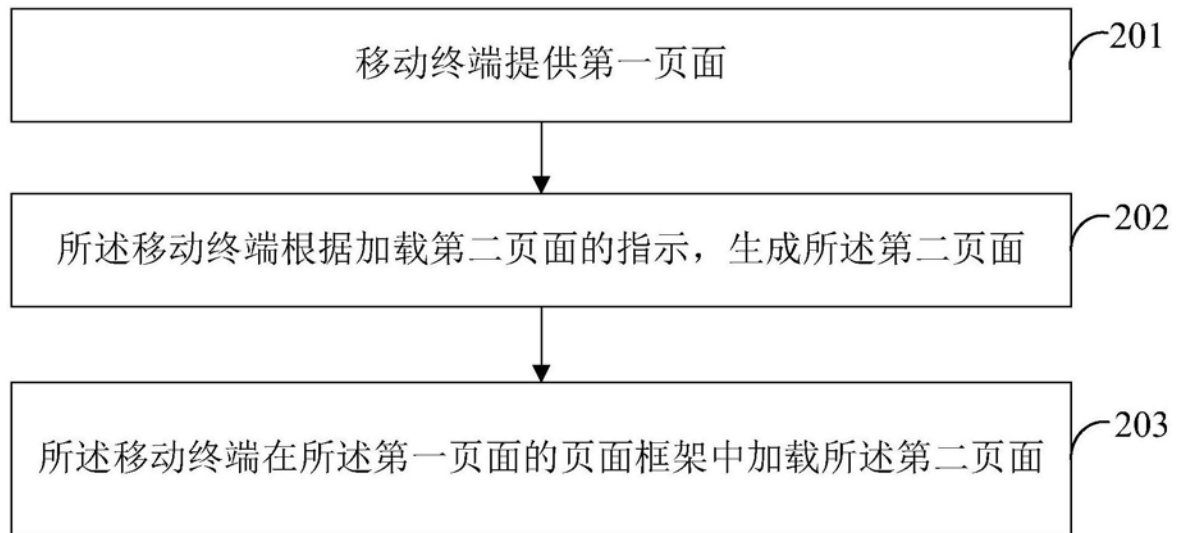 移动终端提供第一页面
201
所述移动终端根据加载第二页面的指示，生成所述第二页面
202
所述移动终端在所述第一页面的页面框架中加载所述第二页面
203